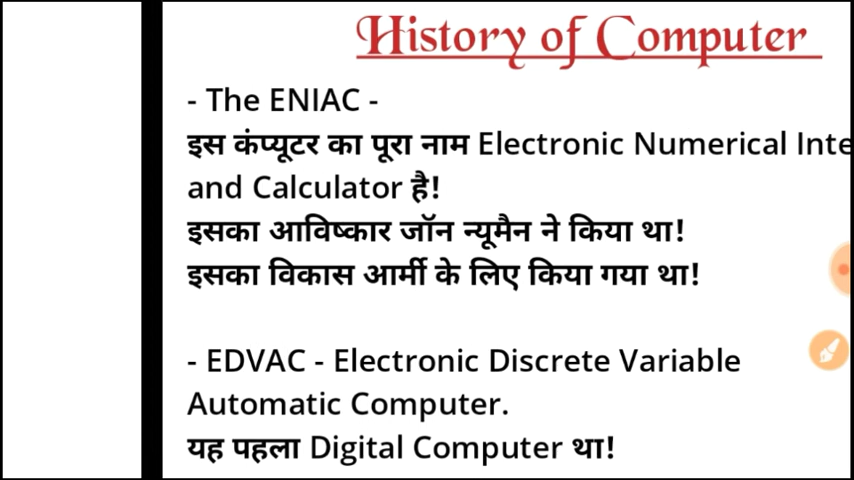 History of Computer
- The ENIAC -
इस कंप्यूटर का पूरा नाम Electronic Numerical
and Calculator है!
इसका आविष्कार जॉन न्यूमैन ने किया था!
इसका विकास आर्मी के लिए किया गया था!
- EDVAC - Electronic Discrete Variable
Automatic Computer.
यह पहला Digital Computer था!